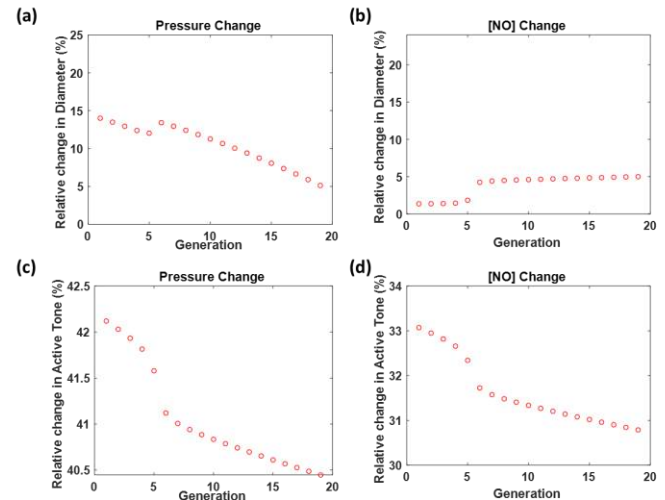 (a)
Pressure Change
Relative change in Diameter (%)
25
20
15
10
5
0
0 5 10 15 20
Generation
(b)
[NO] Change
Relative change in Diameter (%)
20
15
10
5
0
0 5 10 15 20
Generation
(c)
Pressure Change
Relative change in Active Tone (%)
42.5
42
41.5
41
40.5
0 5 10 15 20
Generation
(d)
[NO] Change
Relative change in Active Tone (%)
34
33
32
31
30
0 5 10 15 20
Generation